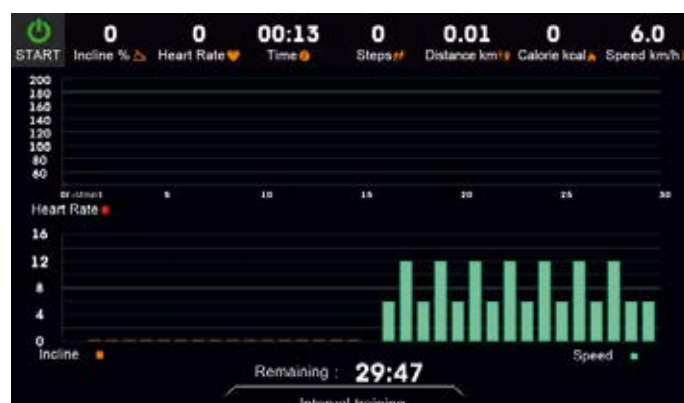 0 0 00:13 0 0.01 0 6.0
START Incline % Heart Rate Time Steps Distance km Calorie kcal Speed km/h
200
180
160
140
120
100
80
60
5 10 15 20 25 30
Heart Rate
16
12
8
4
0
Incline Speed
Remaining : 29:47
Interval training